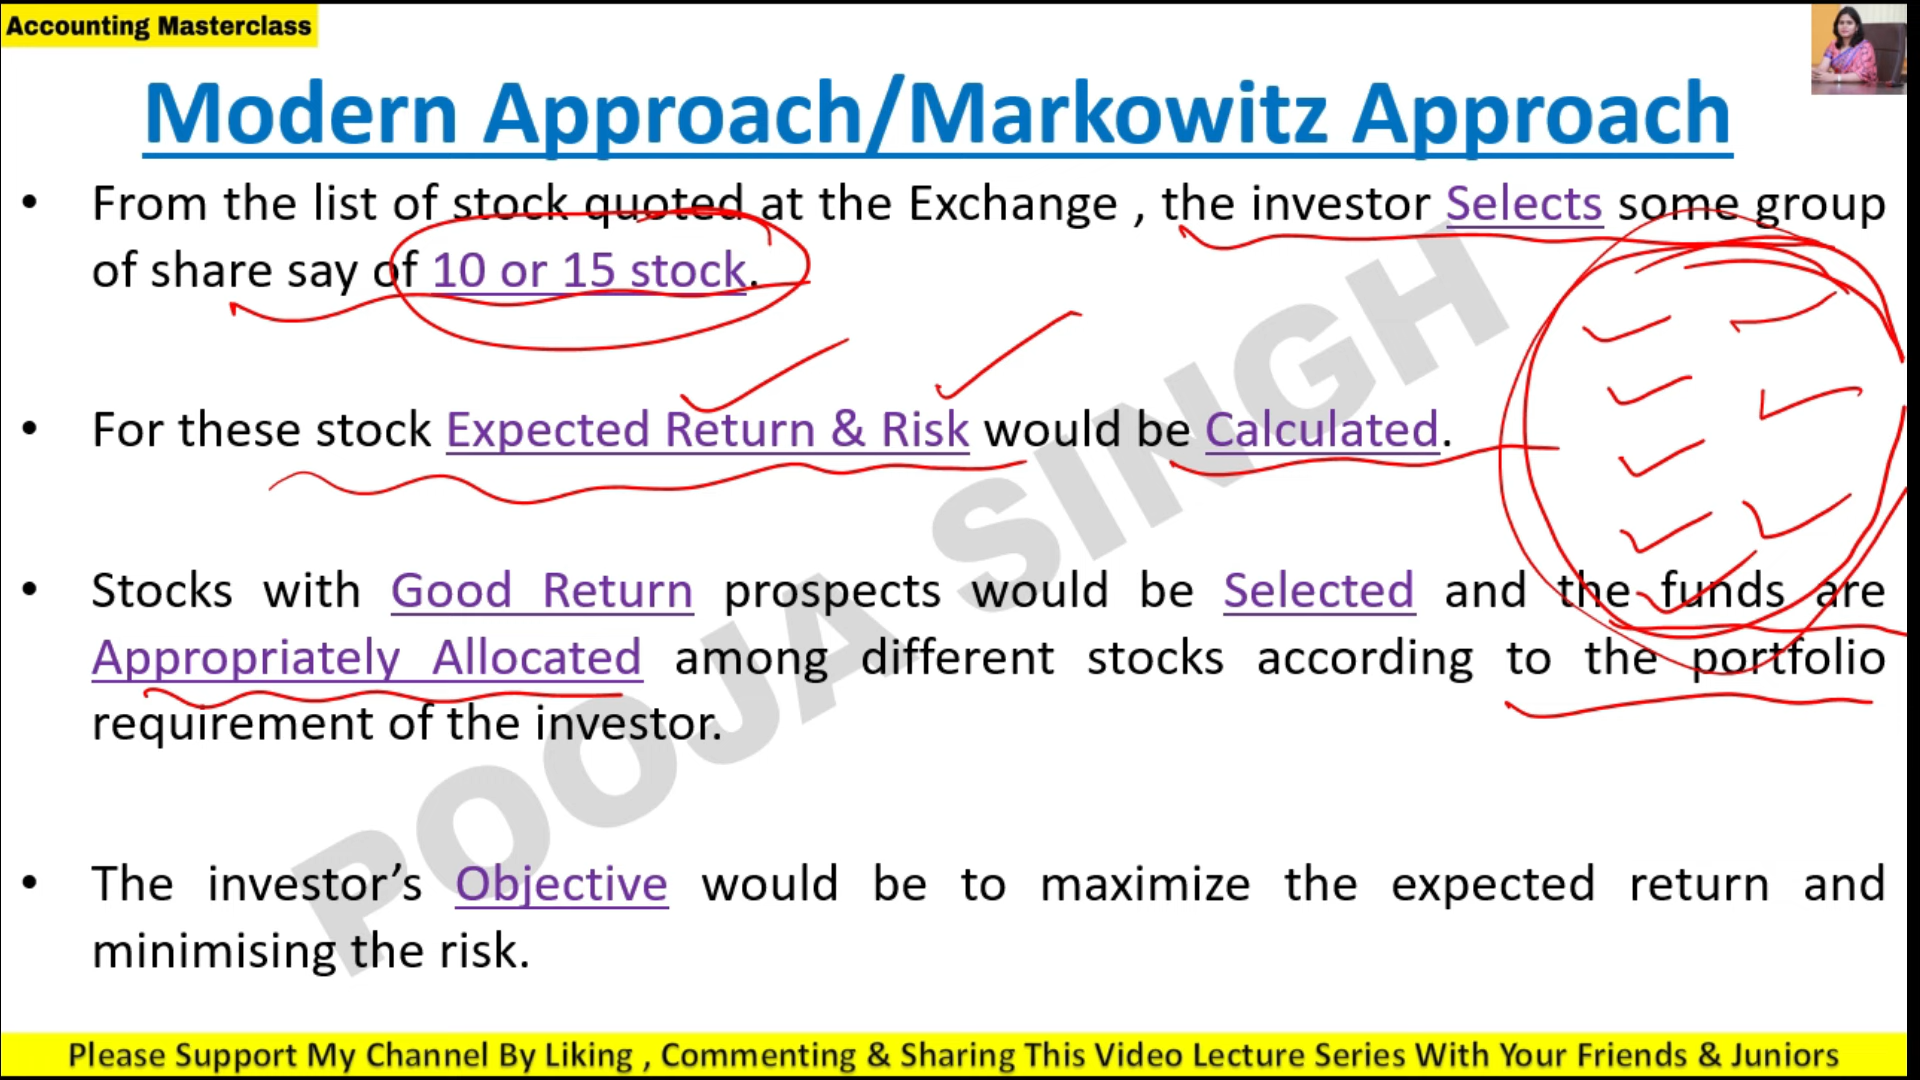 Accounting Masterclass
Modern Approach/Markowitz Approach
• From the list of stock quoted at the Exchange , the investor Selects some group
of share say of 10 or 15 stock.
• For these stock Expected Return & Risk would be Calculated.
• Stocks with Good Return prospects would be Selected and the funds are
Appropriately Allocated among different stocks according to the portfolio
requirement of the investor.
• The investor’s Objective would be to maximize the expected return and
minimising the risk.
POOJA SINGH
Please Support My Channel By Liking , Commenting & Sharing This Video Lecture Series With Your Friends & Juniors